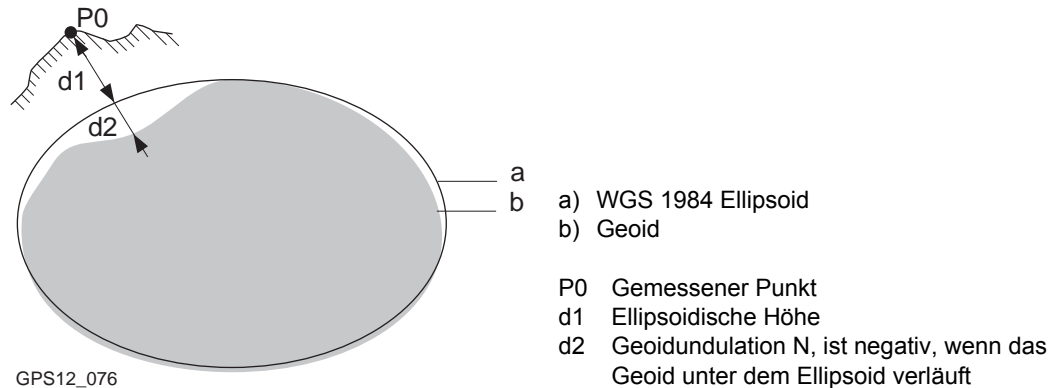 P0
d1
d2
a
b
a) WGS 1984 Ellipsoid
b) Geoid
P0 Gemessener Punkt
d1 Ellipsoidische Höhe
d2 Geoidundulation N, ist negativ, wenn das
Geoid unter dem Ellipsoid verläuft
GPS12_076